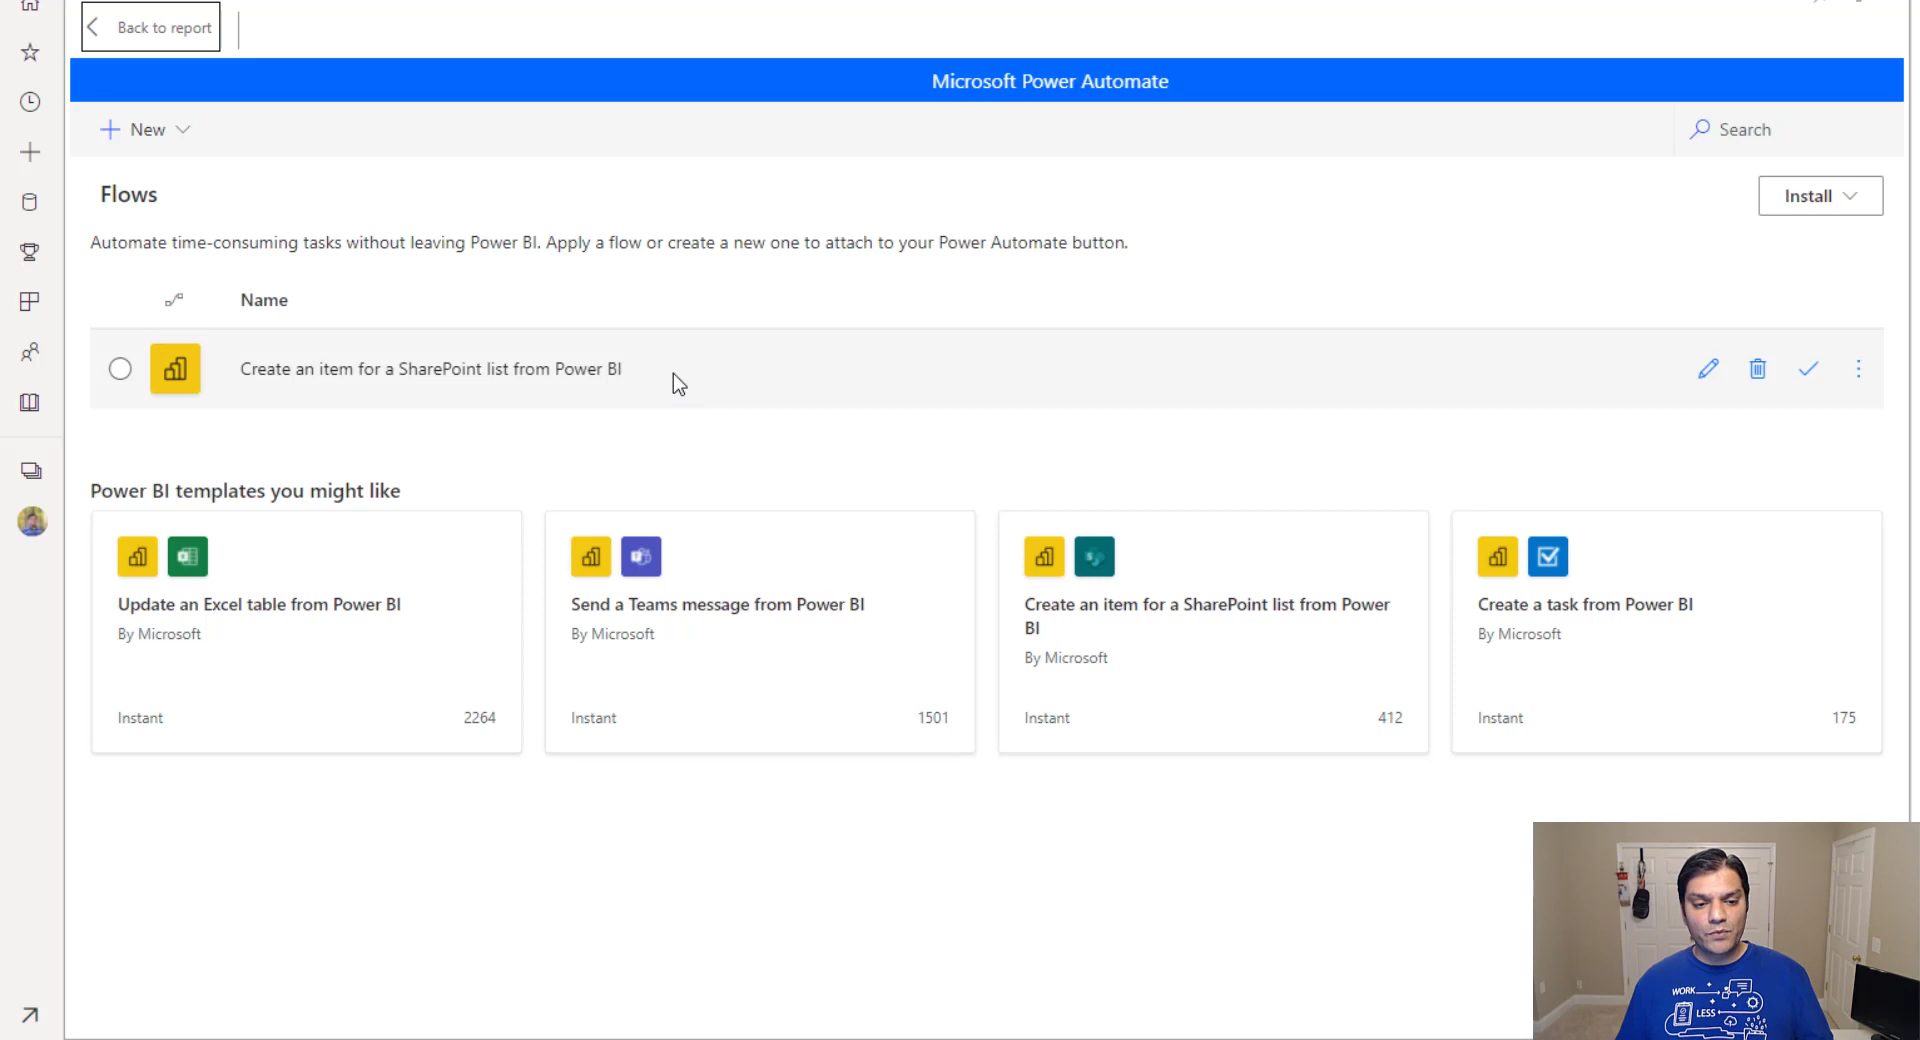 Back to report
Microsoft Power Automate
New
Search
Flows
Install
Automate time-consuming tasks without leaving Power BI. Apply a flow or create a new one to attach to your Power Automate button.
Name
Create an item for a SharePoint list from Power BI
Power BI templates you might like
Update an Excel table from Power BI
By Microsoft
Instant
2264
Send a Teams message from Power BI
By Microsoft
Instant
1501
Create an item for a SharePoint list from Power
BI
By Microsoft
Instant
412
Create a task from Power BI
By Microsoft
Instant
175
WORK
LESS